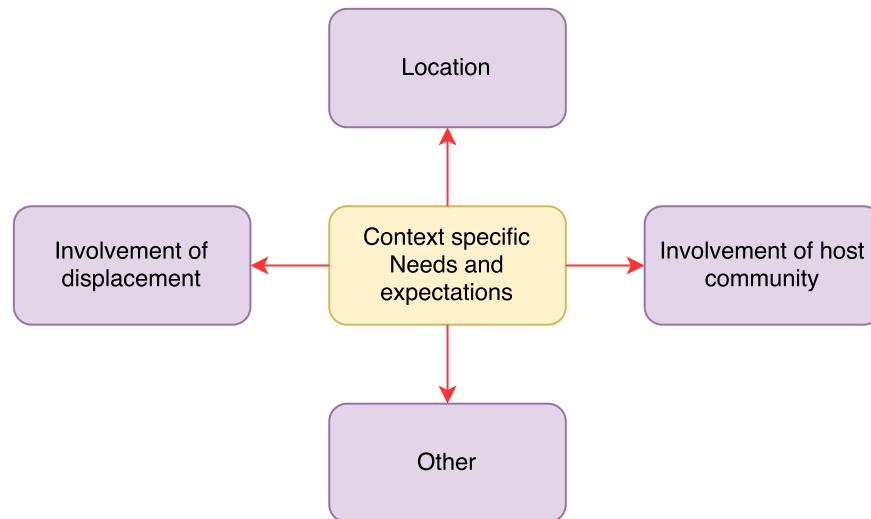 Location
Involvement of
displacement
Context specific
Needs and
expectations
Involvement of host
community
Other